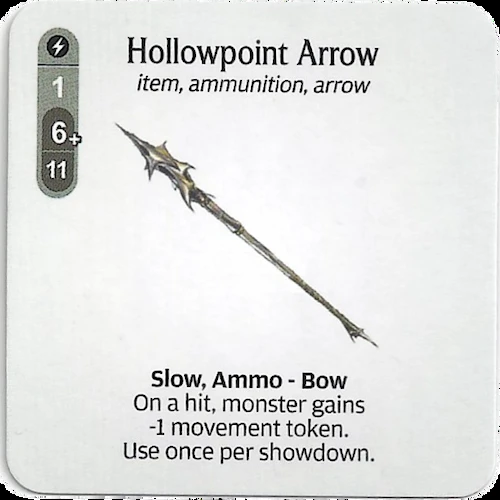 Hollowpoint Arrow
item, ammunition, arrow
1
6+
11
Slow, Ammo - Bow
On a hit, monster gains
-1 movement token.
Use once per showdown.